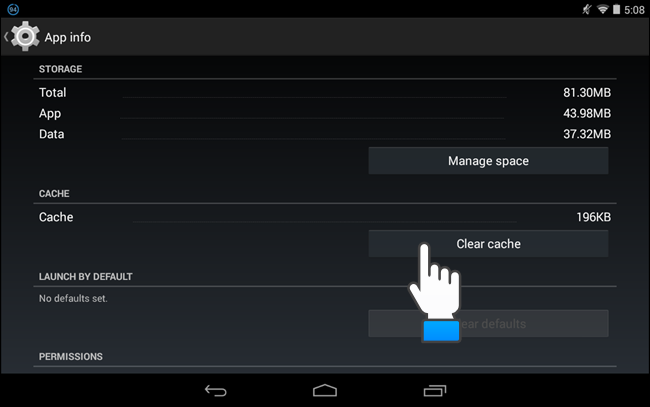 94 5:08
App info
STORAGE
Total 81.30MB
App 43.98MB
Data 37.32MB
Manage space
CACHE
Cache 196KB
Clear cache
LAUNCH BY DEFAULT
No defaults set.
ear defaults
PERMISSIONS